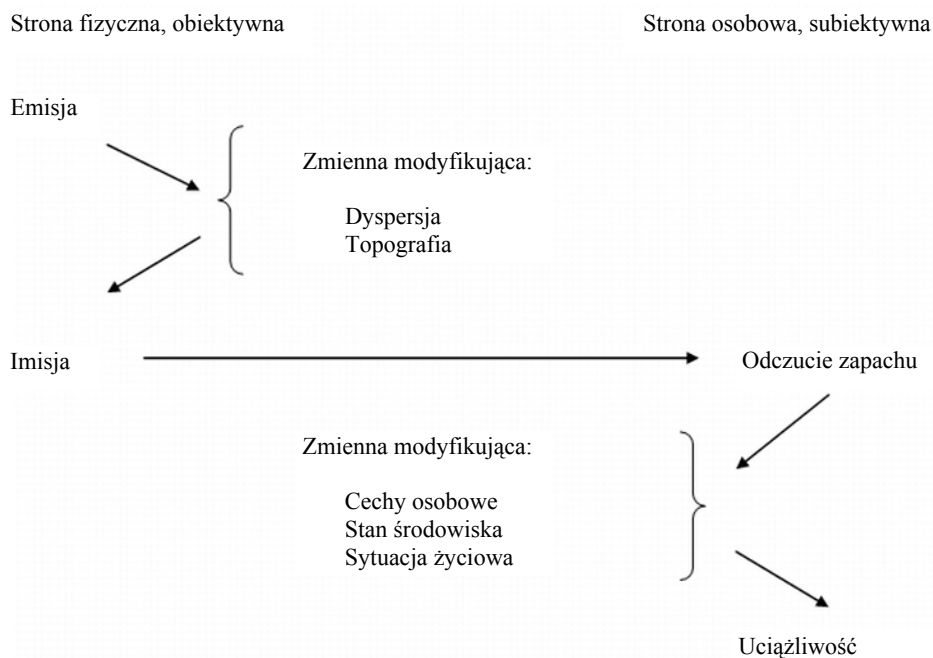 Strona fizyczna, obiektywna
Strona osobowa, subiektywna
Emisja
Zmienna modyfikująca:
Dyspersja
Topografia
Imisja
Odczucie zapachu
Zmienna modyfikująca:
Cechy osobowe
Stan środowiska
Sytuacja życiowa
Uciążliwość